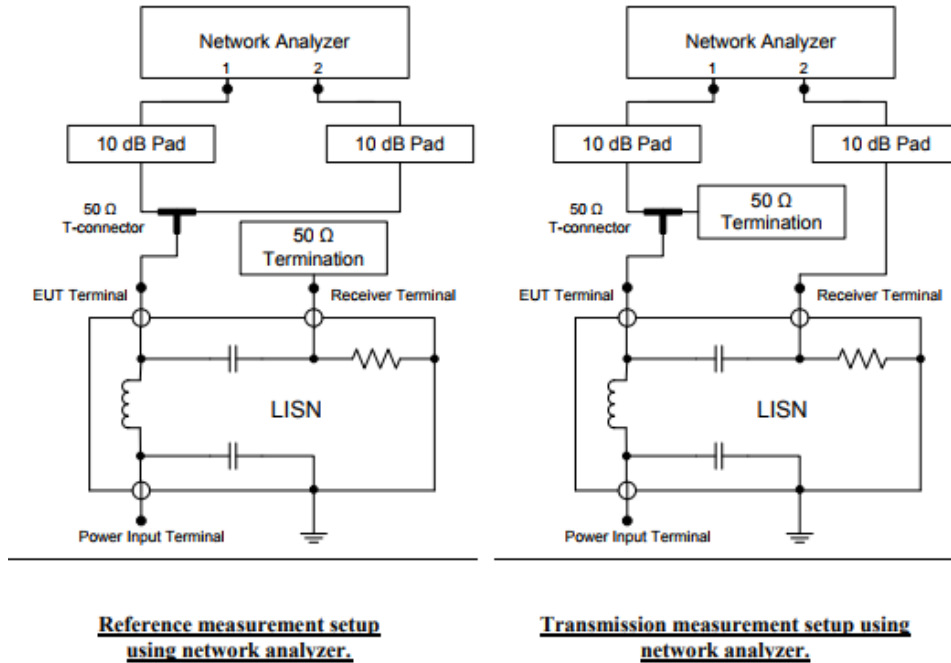 Network Analyzer
1 2
10 dB Pad
10 dB Pad
50 Ω
T-connector
50 Ω
Termination
EUT Terminal
Receiver Terminal
LISN
Power Input Terminal
Reference measurement setup
using network analyzer.
Network Analyzer
1 2
10 dB Pad
10 dB Pad
50 Ω
T-connector
50 Ω
Termination
EUT Terminal
Receiver Terminal
LISN
Power Input Terminal
Transmission measurement setup using
network analyzer.